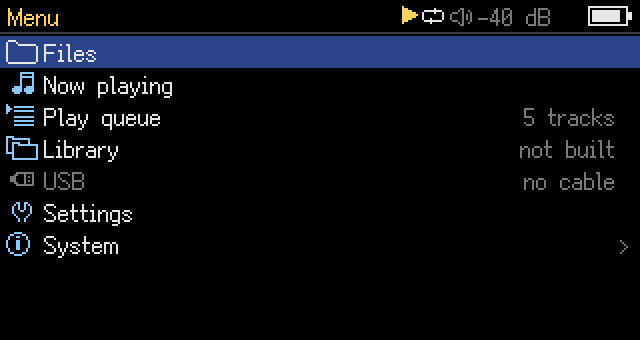 Menu -40 dB
Files
Now playing
Play queue 5 tracks
Library not built
USB no cable
Settings
System